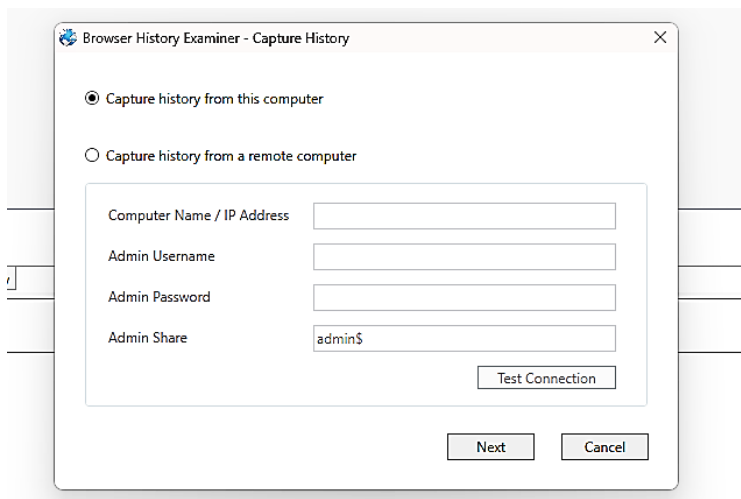 Browser History Examiner - Capture History
Capture history from this computer
Capture history from a remote computer
Computer Name / IP Address
Admin Username
Admin Password
Admin Share admin$
Test Connection
Next Cancel